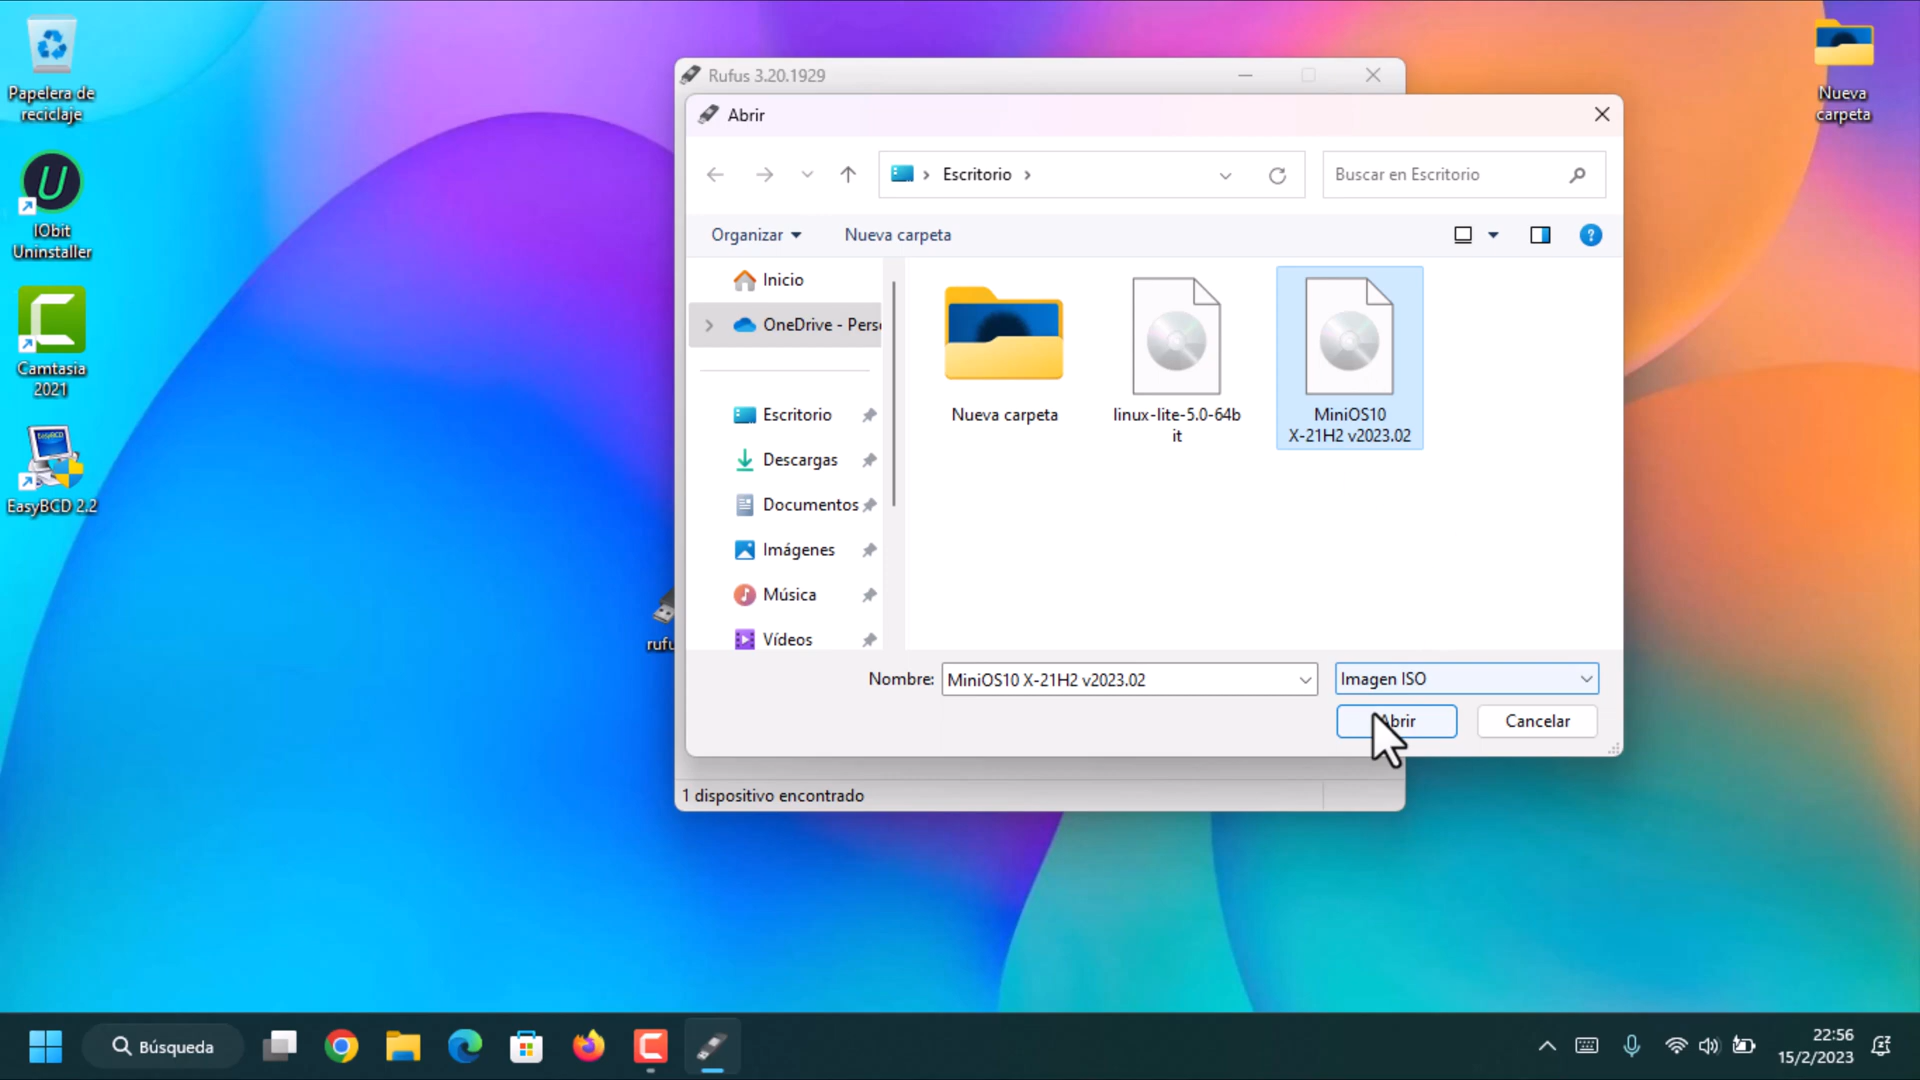 Papelera de
reciclaje
IObit
Uninstaller
Camtasia
2021
EasyBCD
EasyBCD 2.2
Nueva
carpeta
rufu
Rufus 3.20.1929
Abrir
Escritorio
Buscar en Escritorio
Organizar
Nueva carpeta
Inicio
OneDrive - Pers
Escritorio
Descargas
Documentos
Imágenes
Música
Vídeos
Nueva carpeta
linux-lite-5.0-64b
it
MiniOS10
X-21H2 v2023.02
Nombre:
MiniOS10 X-21H2 v2023.02
Imagen ISO
Abrir
Cancelar
1 dispositivo encontrado
Búsqueda
22:56
15/2/2023